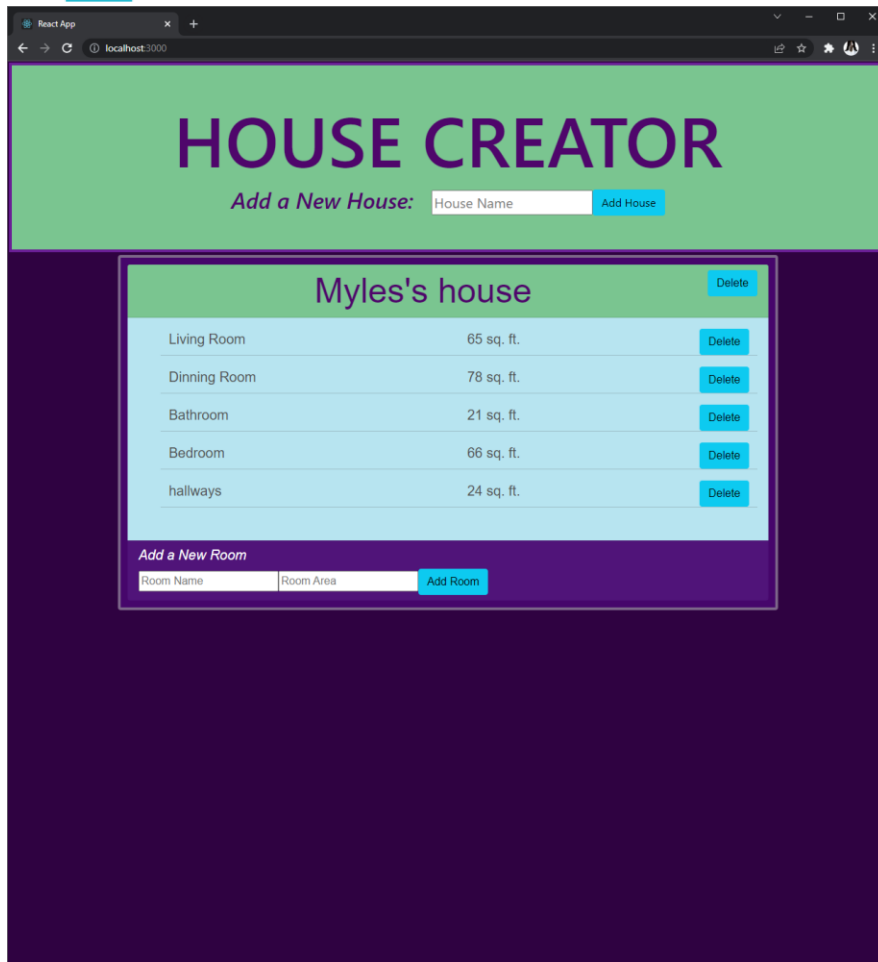 React App
localhost:3000
HOUSE CREATOR
Add a New House: House Name Add House
Myles's house Delete
Living Room 65 sq. ft. Delete
Dinning Room 78 sq. ft. Delete
Bathroom 21 sq. ft. Delete
Bedroom 66 sq. ft. Delete
hallways 24 sq. ft. Delete
Add a New Room
Room Name Room Area Add Room